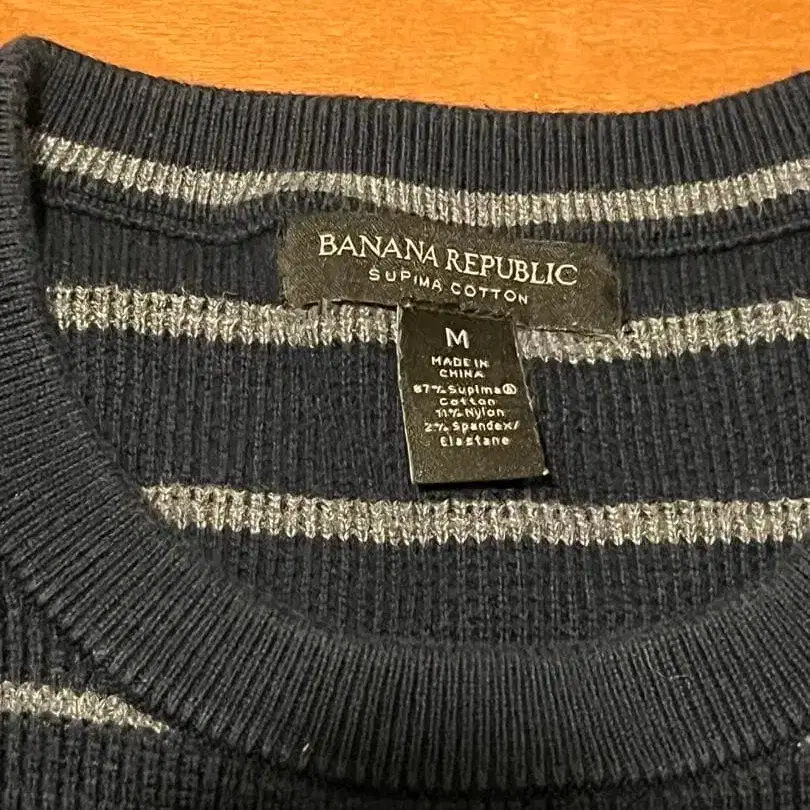 BANANA REPUBLIC
SUPIMA COTTON
M
MADE IN
CHINA
87% Supima®
Cotton
11% Nylon
2% Spandex/
Elastane